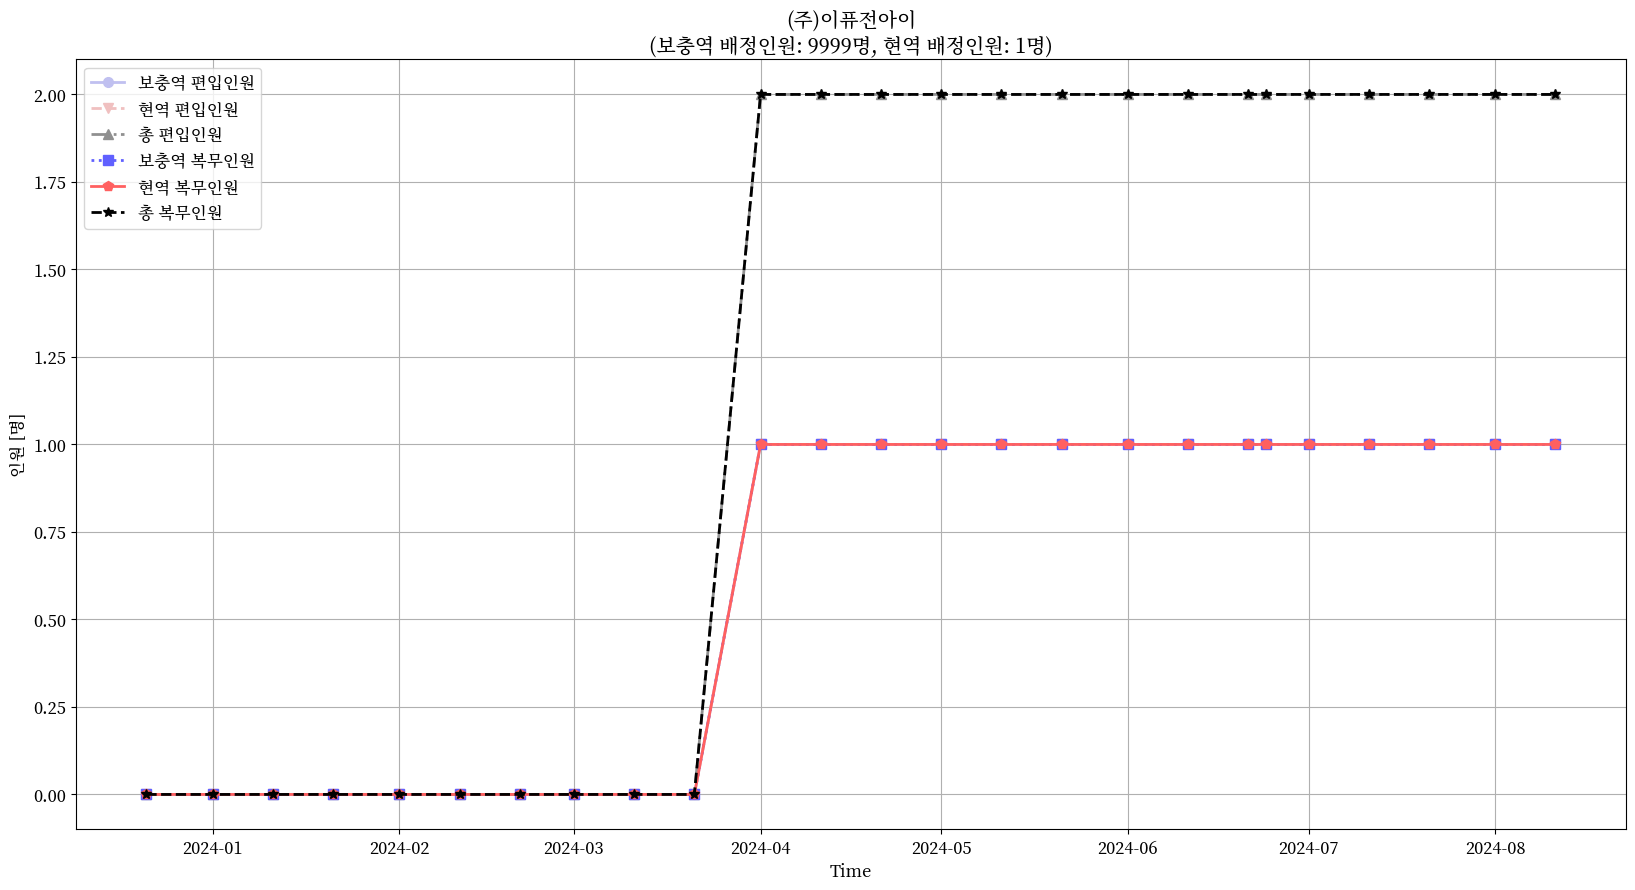 (주)이퓨전아이
(보충역 배정인원: 9999명, 현역 배정인원: 1명)
보충역 편입인원
현역 편입인원
총 편입인원
보충역 복무인원
현역 복무인원
총 복무인원
인원 [명]
2.00
1.75
1.50
1.25
1.00
0.75
0.50
0.25
0.00
2024-01
2024-02
2024-03
2024-04
2024-05
2024-06
2024-07
2024-08
Time